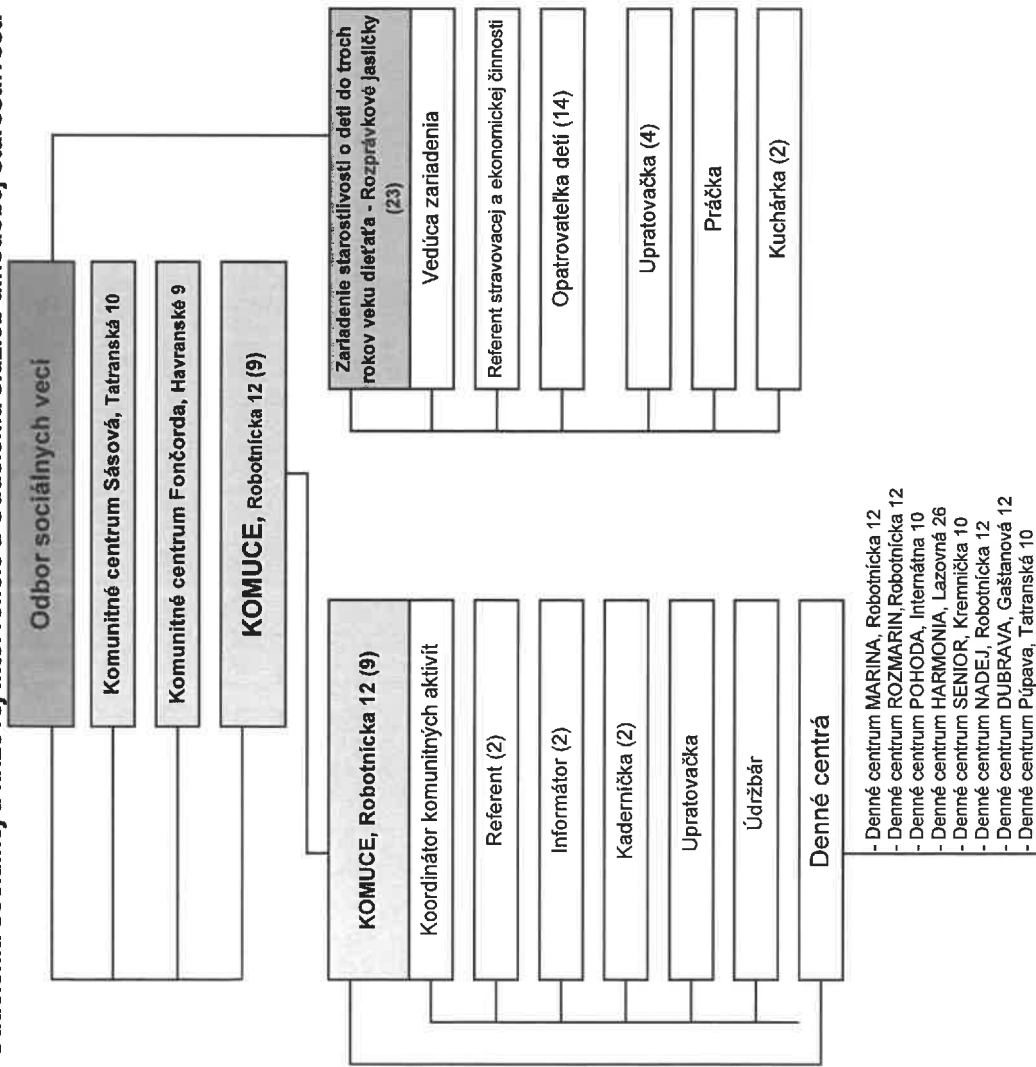 Odbor sociálnych vecí
Komunitné centrum Sásová, Tatranská 10
Komunitné centrum Fončorda, Havranské 9
KOMUCE, Robotnícka 12 (9)
KOMUCE, Robotnícka 12 (9)
Koordinátor komunitných aktivít
Referent (2)
Informátor (2)
Kaderníčka (2)
Upratovačka
Údržbár
Denné centrá
- Denné centrum MARINA, Robotnícka 12
- Denné centrum ROZMARIN,Robotnícka 12
- Denné centrum POHODA, Internátna 10
- Denné centrum HARMONIA, Lazovná 26
- Denné centrum SENIOR, Kremnička 10
- Denné centrum NADEJ, Robotnícka 12
- Denné centrum DUBRAVA, Gaštanová 12
- Denné centrum Púpava, Tatranská 10
Zariadenie starostlivosti o deti do troch
rokov veku dieťaťa - Rozprávkové jasličky
(23)
Vedúca zariadenia
Referent stravovacej a ekonomickej činnosti
Opatrovateľka detí (14)
Upratovačka (4)
Práčka
Kuchárka (2)